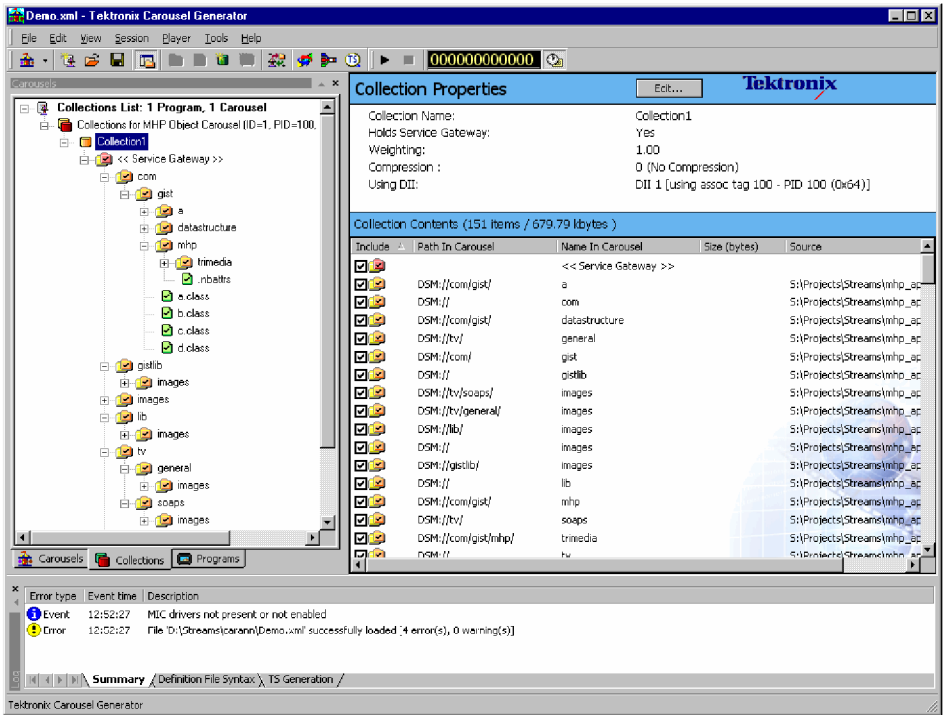 Demo.xml - Tektronix Carousel Generator
File Edit View Session Player Tools Help
000000000000
Carousels
Collections List: 1 Program, 1 Carousel
Collections for MHP Object Carousel (ID=1, PID=100,
Collection1
<< Service Gateway >>
com
gist
a
datastructure
mhp
trimedia
.nbattrs
a.class
b.class
c.class
d.class
gistlib
images
images
lib
images
tv
general
images
soaps
images
Carousels Collections Programs
Collection Properties Edit... Tektronix
Collection Name: Collection1
Holds Service Gateway: Yes
Weighting: 1.00
Compression : 0 (No Compression)
Using DII: DII 1 [using assoc tag 100 - PID 100 (0x64)]
Collection Contents (151 items / 679.79 kbytes )
Include Path In Carousel Name In Carousel Size (bytes) Source
<< Service Gateway >>
DSM://com/gist/ a S:\Projects\Streams\mhp_ap
DSM:// com S:\Projects\Streams\mhp_ap
DSM://com/gist/ datastructure S:\Projects\Streams\mhp_ap
DSM://tv/ general S:\Projects\Streams\mhp_ap
DSM://com/ gist S:\Projects\Streams\mhp_ap
DSM:// gistlib S:\Projects\Streams\mhp_ap
DSM://tv/soaps/ images S:\Projects\Streams\mhp_ap
DSM://tv/general/ images S:\Projects\Streams\mhp_ap
DSM://lib/ images S:\Projects\Streams\mhp_ap
DSM:// images S:\Projects\Streams\mhp_ap
DSM://gistlib/ images S:\Projects\Streams\mhp_ap
DSM:// lib S:\Projects\Streams\mhp_ap
DSM://com/gist/ mhp S:\Projects\Streams\mhp_ap
DSM://tv/ soaps S:\Projects\Streams\mhp_ap
DSM://com/gist/mhp/ trimedia S:\Projects\Streams\mhp_ap
DSM:// tv S:\Projects\Streams\mhp_ap
Error type Event time Description
Event 12:52:27 MIC drivers not present or not enabled
Error 12:52:27 File 'D:\Streams\carann\Demo.xml' successfully loaded [4 error(s), 0 warning(s)]
LOG
Summary Definition File Syntax TS Generation
Tektronix Carousel Generator